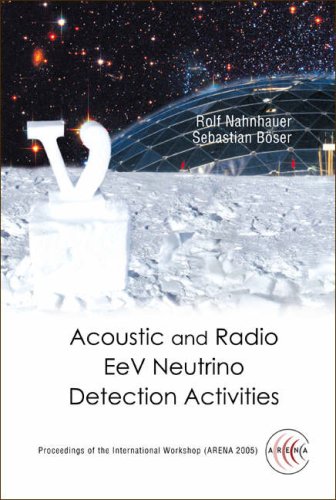 Rolf Nahnhauer
Sebastian Böser
ν
Acoustic and Radio
EeV Neutrino
Detection Activities
Proceedings of the International Workshop (ARENA 2005)
ARENA